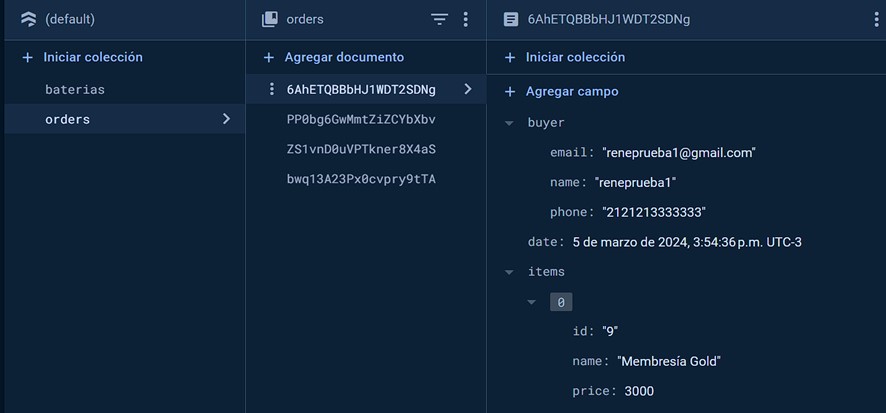 (default)
+ Iniciar colección
baterias
orders
orders
+ Agregar documento
6AhETQBBbHJ1WDT2SDNg
PP0bg6GwMmtZiZCYbXbv
ZS1vnD0uVPTkner8X4aS
bwq13A23Px0cvpry9tTA
6AhETQBBbHJ1WDT2SDNg
+ Iniciar colección
+ Agregar campo
buyer
email: "reneprueba1@gmail.com"
name: "reneprueba1"
phone: "2121213333333"
date: 5 de marzo de 2024, 3:54:36 p.m. UTC-3
items
0
id: "9"
name: "Membresía Gold"
price: 3000